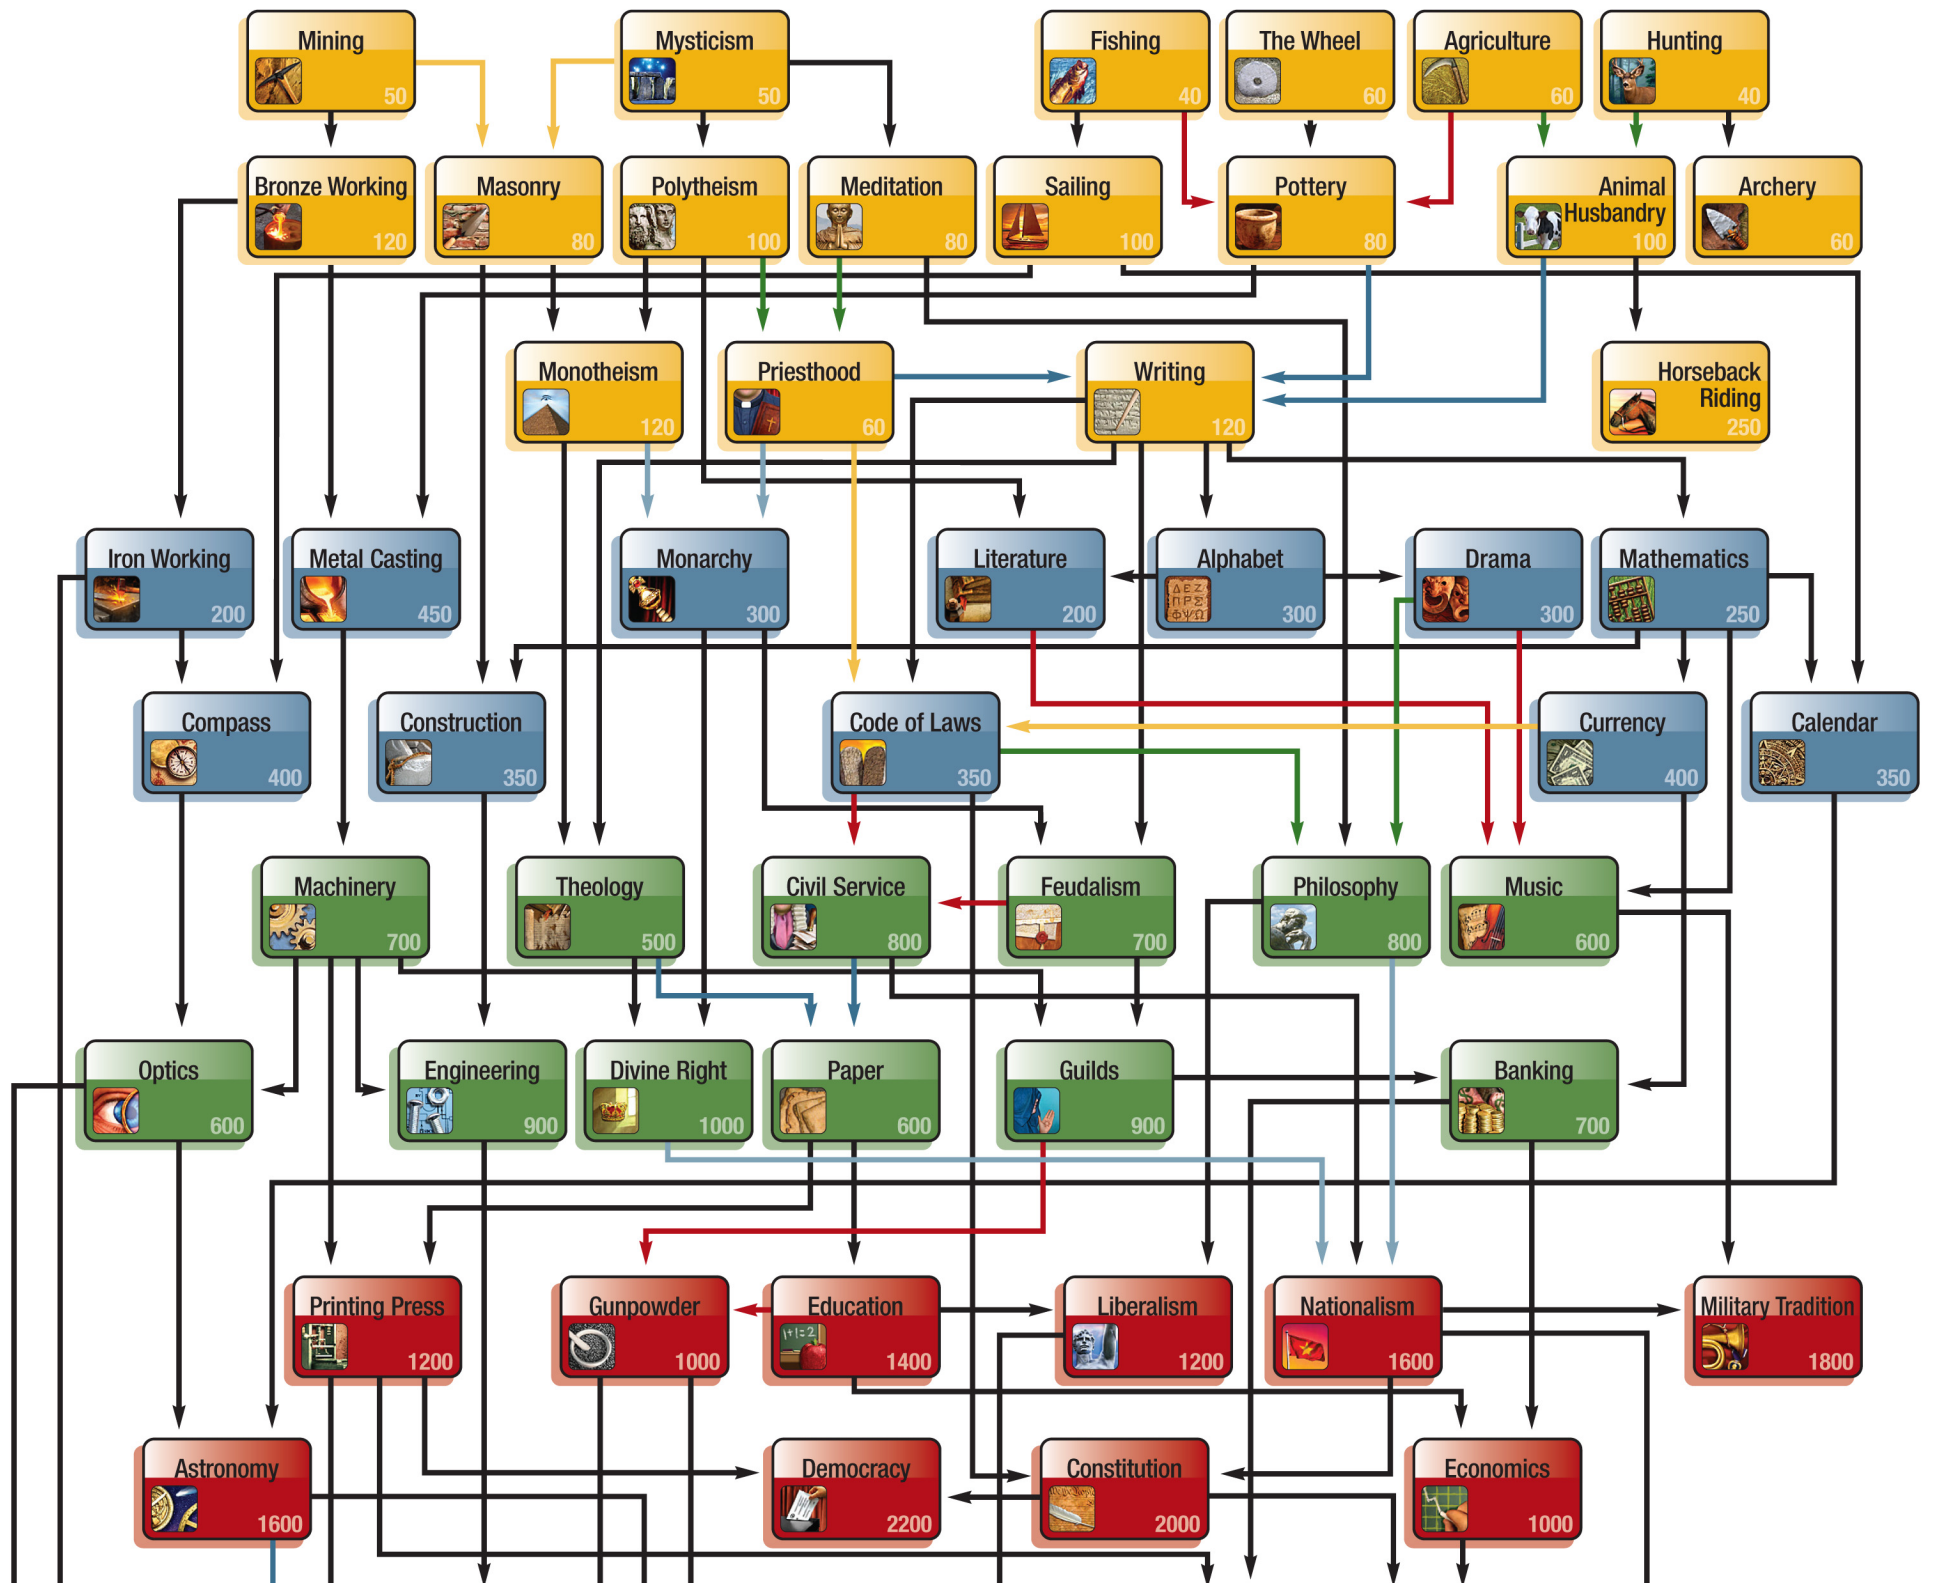 Mining
50
Mysticism
50
Fishing
40
The Wheel
60
Agriculture
60
Hunting
40
Bronze Working
120
Masonry
80
Polytheism
100
Meditation
80
Sailing
100
Pottery
80
Animal
Husbandry
100
Archery
60
Monotheism
120
Priesthood
60
Writing
120
Horseback
Riding
250
Iron Working
200
Metal Casting
450
Monarchy
300
Literature
200
Alphabet
300
Drama
300
Mathematics
250
Compass
400
Construction
350
Code of Laws
350
Currency
400
Calendar
350
Machinery
700
Theology
500
Civil Service
800
Feudalism
700
Philosophy
800
Music
600
Optics
600
Engineering
900
Divine Right
1000
Paper
600
Guilds
900
Banking
700
Printing Press
1200
Gunpowder
1000
Education
1+1=2
1400
Liberalism
1200
Nationalism
1600
Military Tradition
1800
Astronomy
1600
Democracy
2200
Constitution
2000
Economics
1000